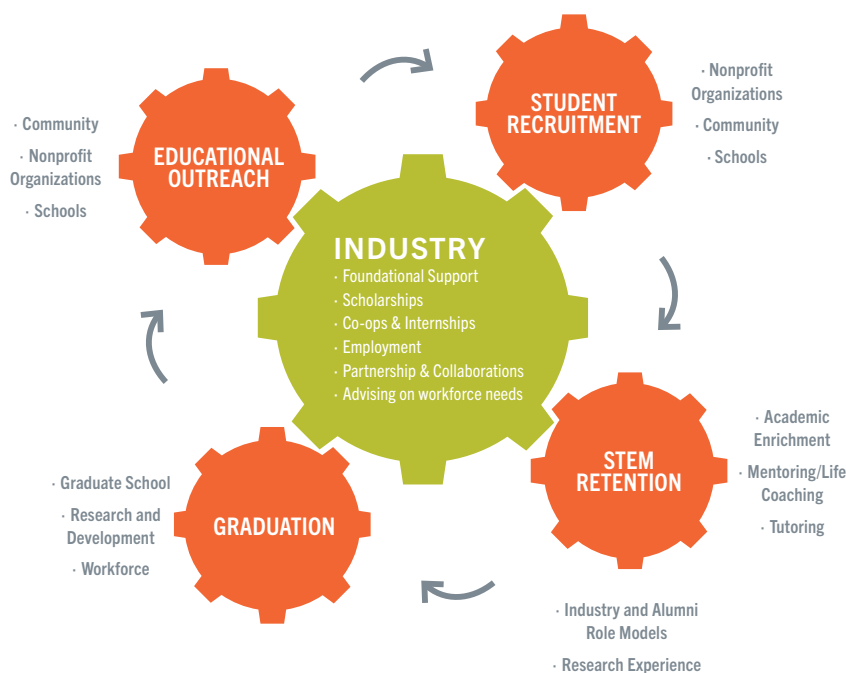 · Community
· Nonprofit
Organizations
· Schools
EDUCATIONAL
OUTREACH
STUDENT
RECRUITMENT
· Nonprofit
Organizations
· Community
· Schools
INDUSTRY
· Foundational Support
· Scholarships
· Co-ops & Internships
· Employment
· Partnership & Collaborations
· Advising on workforce needs
STEM
RETENTION
· Academic
Enrichment
· Mentoring/Life
Coaching
· Tutoring
· Industry and Alumni
Role Models
· Research Experience
GRADUATION
· Graduate School
· Research and
Development
· Workforce